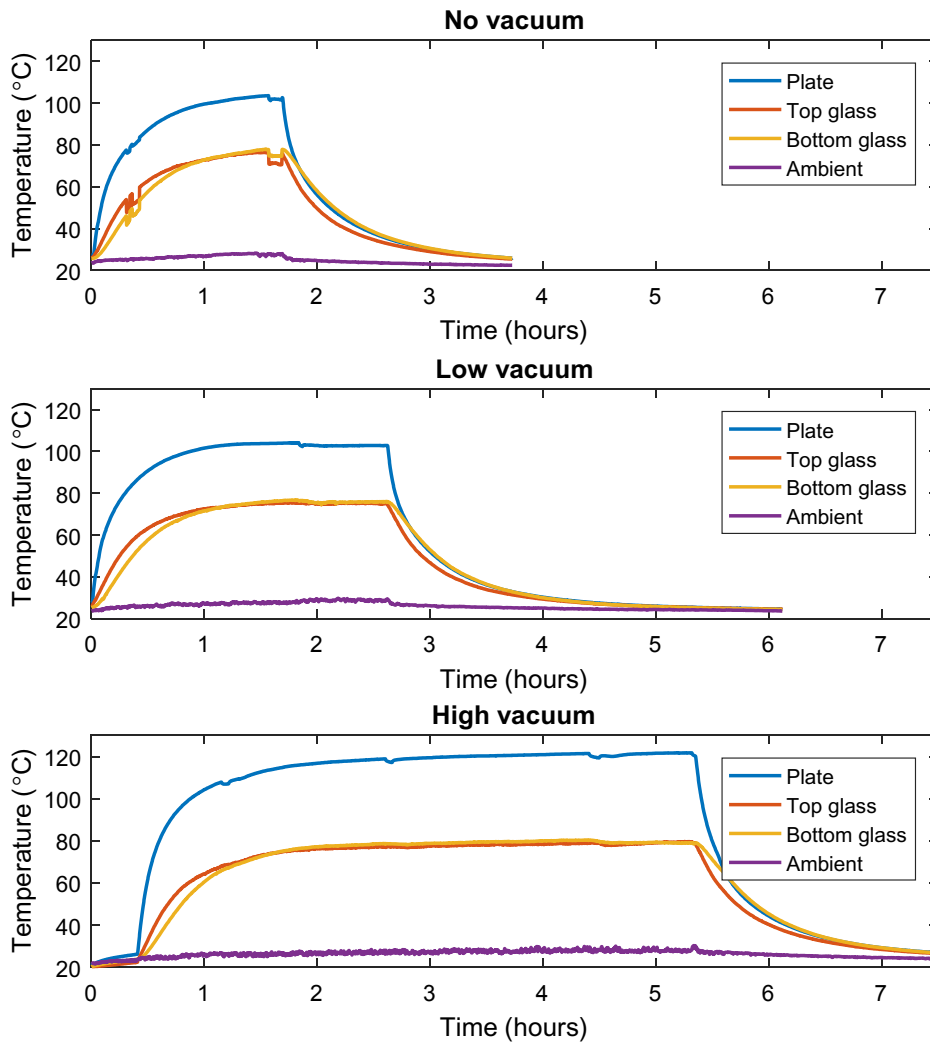 No vacuum
Temperature (°C)
120
100
80
60
40
20
Plate
Top glass
Bottom glass
Ambient
0 1 2 3 4 5 6 7
Time (hours)
Low vacuum
Temperature (°C)
120
100
80
60
40
20
Plate
Top glass
Bottom glass
Ambient
0 1 2 3 4 5 6 7
Time (hours)
High vacuum
Temperature (°C)
120
100
80
60
40
20
Plate
Top glass
Bottom glass
Ambient
0 1 2 3 4 5 6 7
Time (hours)